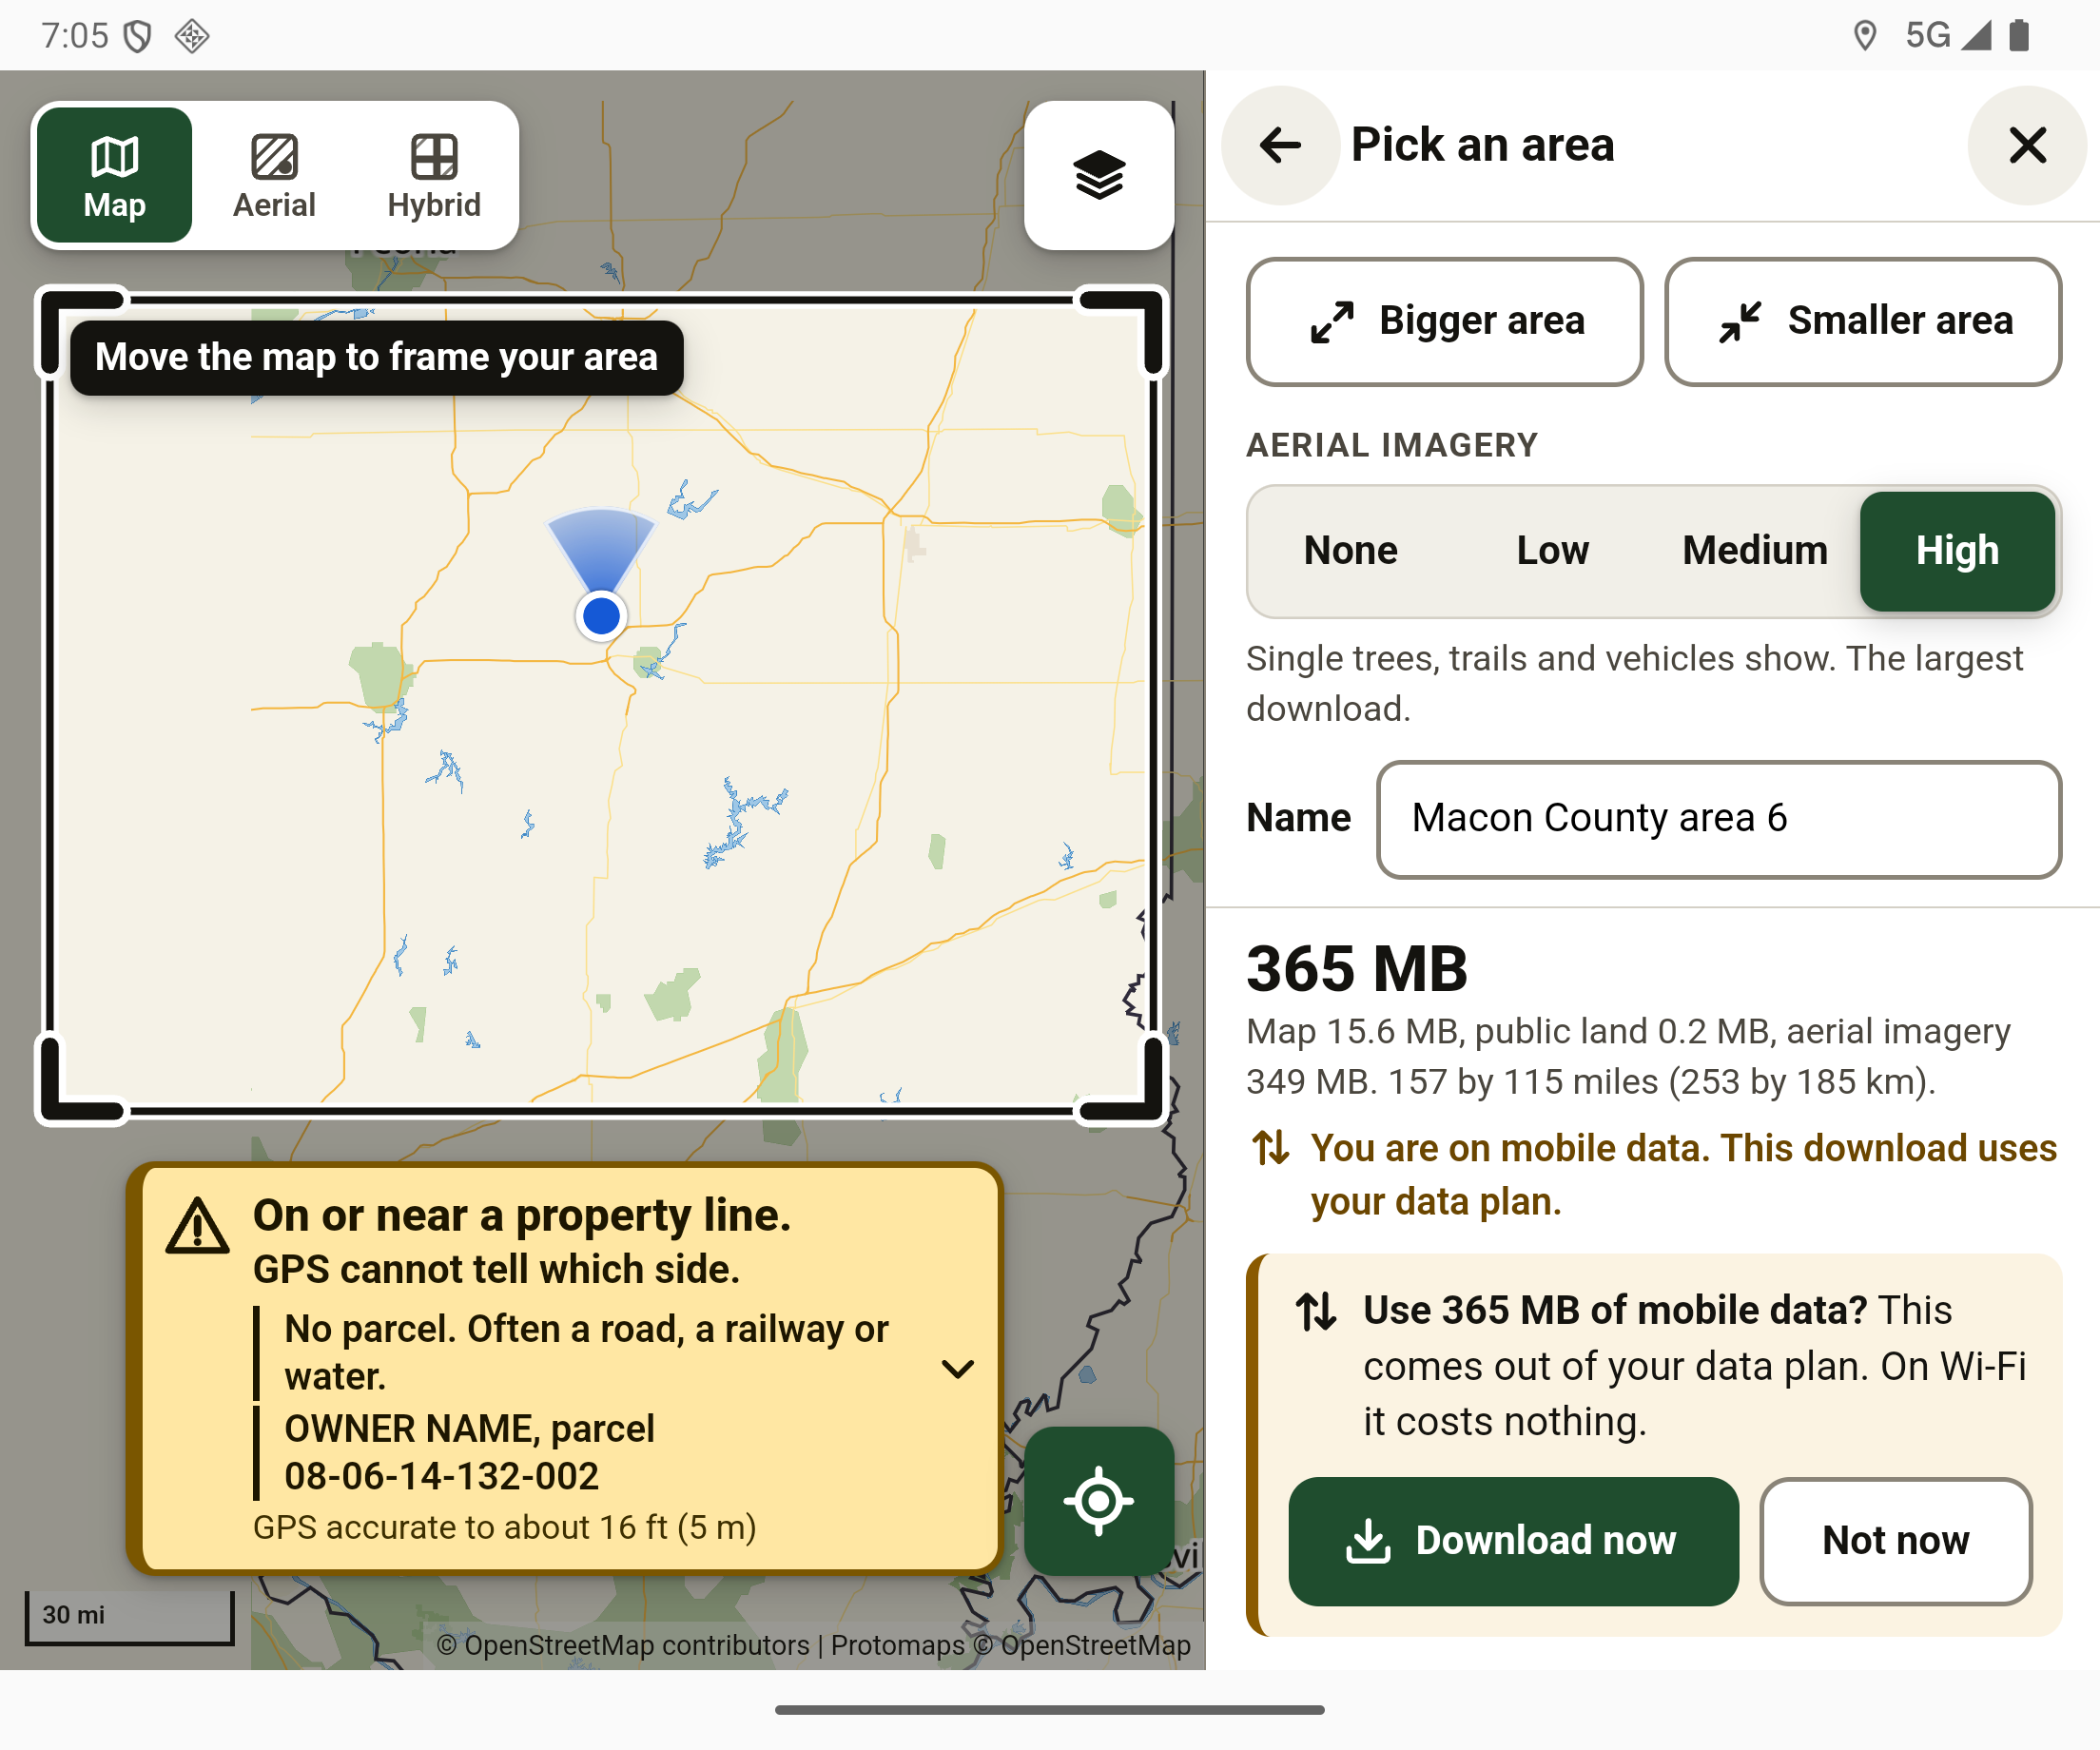 7:05
5G
Map
Aerial
Hybrid
Move the map to frame your area
On or near a property line.
GPS cannot tell which side.
No parcel. Often a road, a railway or
water.
OWNER NAME, parcel
08-06-14-132-002
GPS accurate to about 16 ft (5 m)
30 mi
© OpenStreetMap contributors | Protomaps © OpenStreetMap
Pick an area
Bigger area
Smaller area
AERIAL IMAGERY
None
Low
Medium
High
Single trees, trails and vehicles show. The largest
download.
Name
Macon County area 6
365 MB
Map 15.6 MB, public land 0.2 MB, aerial imagery
349 MB. 157 by 115 miles (253 by 185 km).
You are on mobile data. This download uses
your data plan.
Use 365 MB of mobile data? This
comes out of your data plan. On Wi-Fi
it costs nothing.
Download now
Not now